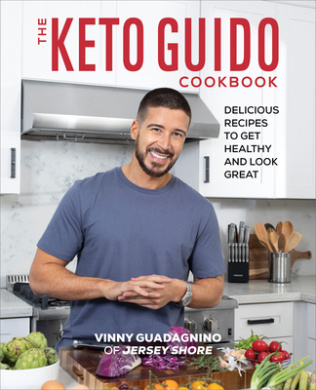 THE
KETO GUIDO
COOKBOOK
DELICIOUS
RECIPES
TO GET
HEALTHY
AND LOOK
GREAT
VINNY GUADAGNINO
OF JERSEY SHORE